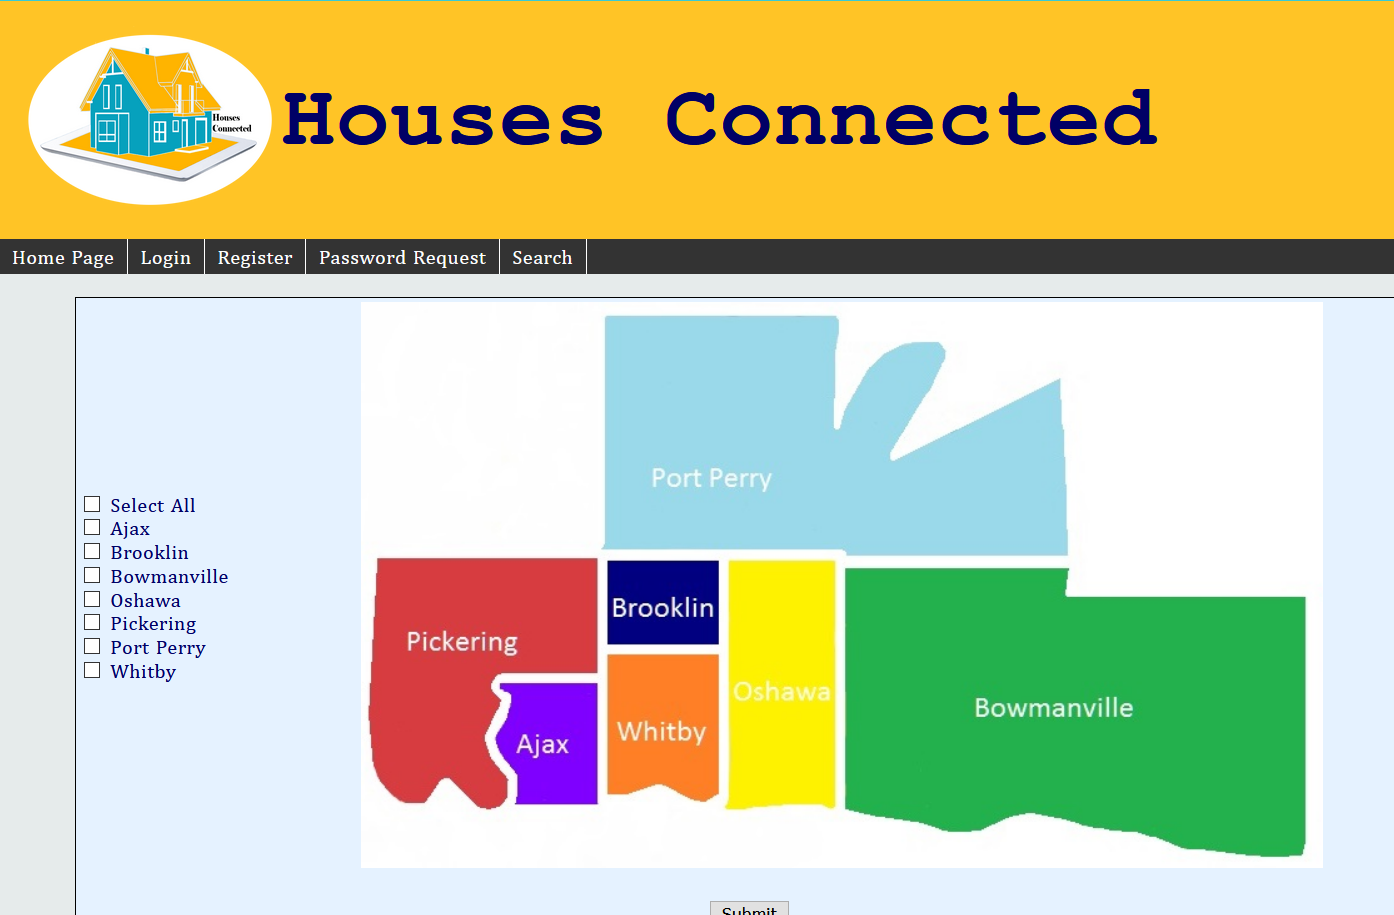 Houses
Connected
Houses Connected
Home Page
Login
Register
Password Request
Search
Select All
Ajax
Brooklin
Bowmanville
Oshawa
Pickering
Port Perry
Whitby
Port Perry
Brooklin
Pickering
Oshawa
Bowmanville
Whitby
Ajax
Submit